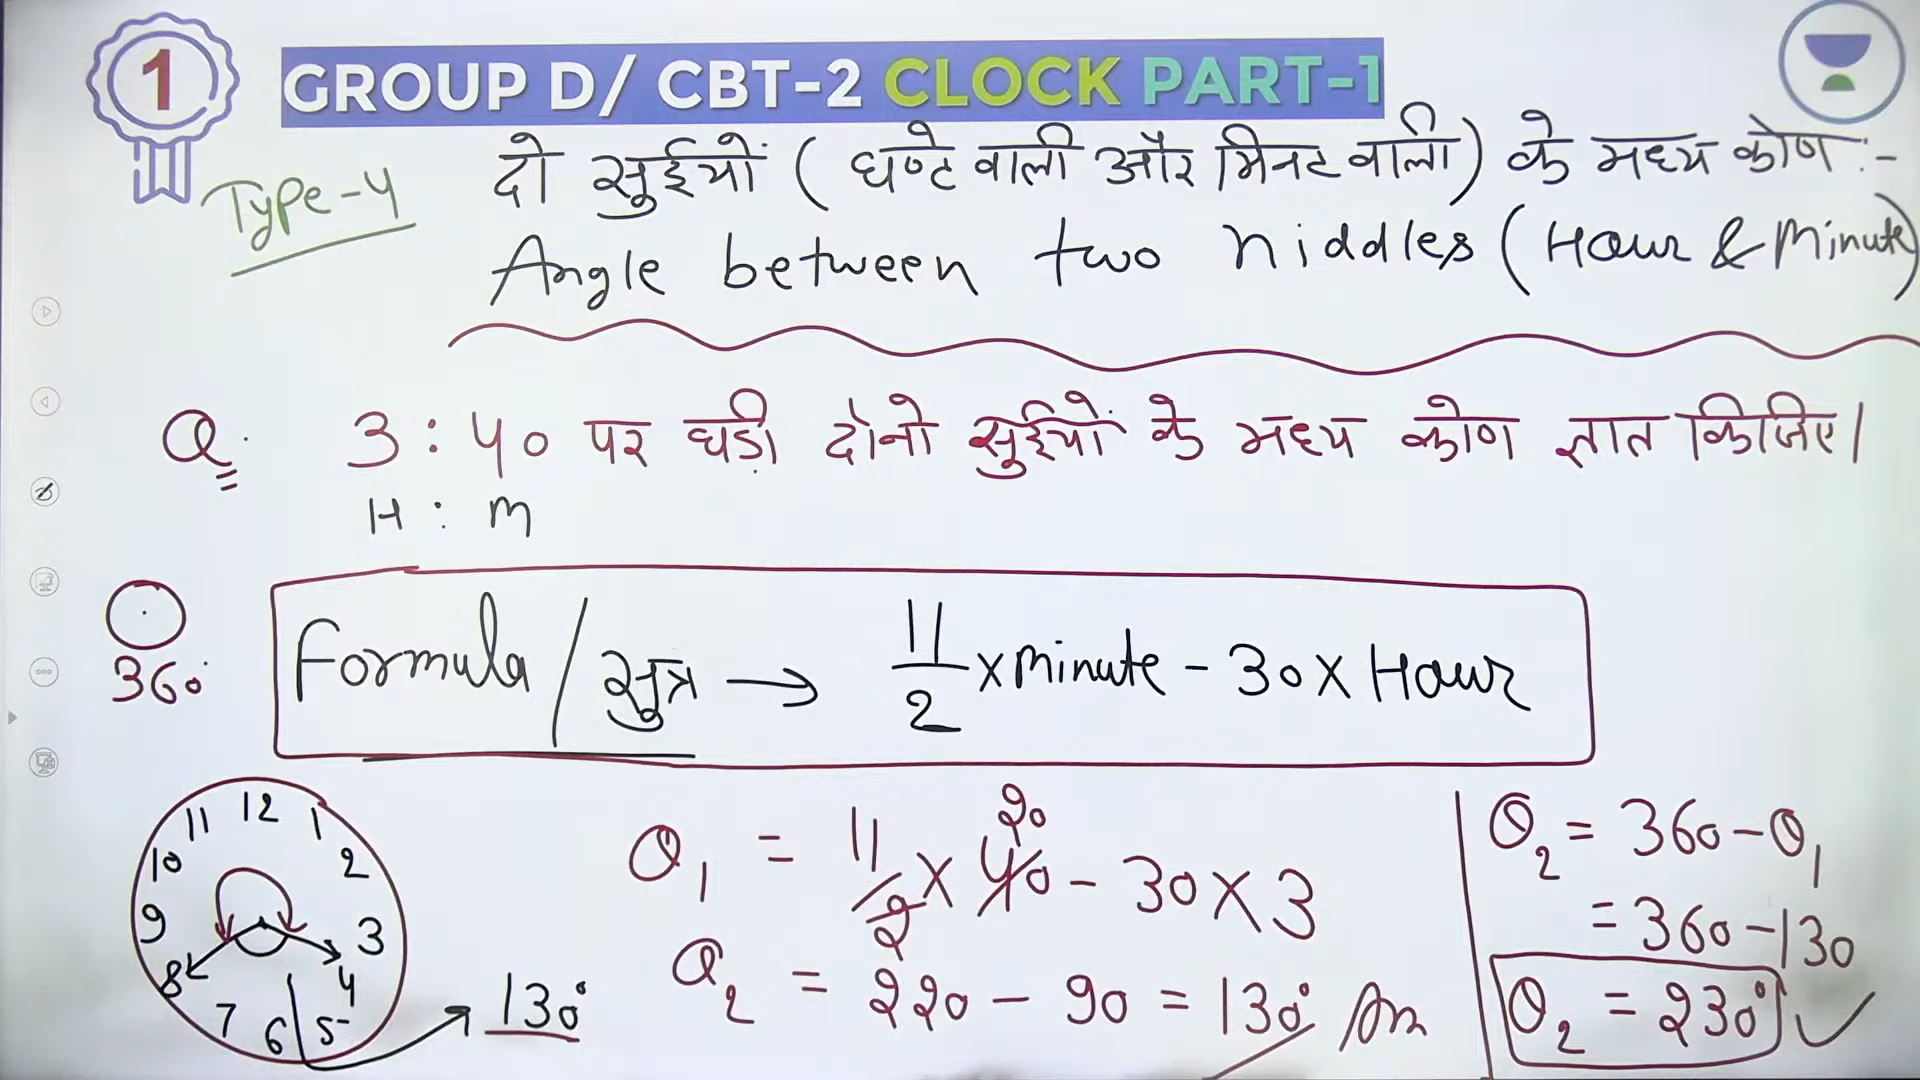 1
GROUP D/ CBT-2 CLOCK PART-1
Type-4
दो सुईयों ( घण्टे वाली और मिनट वाली) के मध्य कोण :-
Angle between two niddles (Hour & Minute)
Q. 3 : 40 पर घडी दोनो सुईयों के मध्य कोण ज्ञात किजिए।
H : m
360°
Formula / सुत्र → 11/2 × minute - 30 × Hour
12 1 2 3 4 5 6 7 8 9 10 11
130°
θ1 = 11/2 × 40 - 30 × 3
20
θ2 = 220 - 90 = 130° Ans
θ2 = 360 - θ1
= 360 - 130
θ2 = 230°